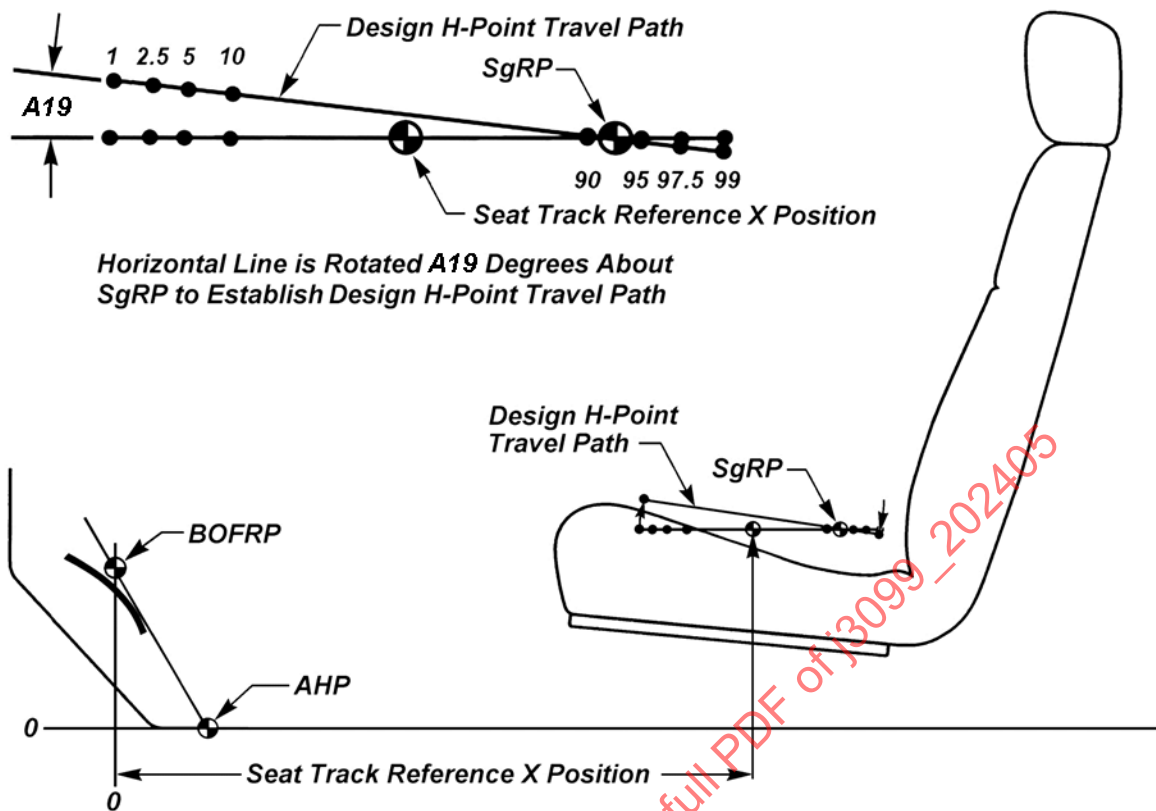 Design H-Point Travel Path
1 2.5 5 10
SgRP
A19
90 95 97.5 99
Seat Track Reference X Position
Horizontal Line is Rotated A19 Degrees About
SgRP to Establish Design H-Point Travel Path
Design H-Point
Travel Path
SgRP
BOFRP
AHP
0
Seat Track Reference X Position
0
full PDF of j3099_202405